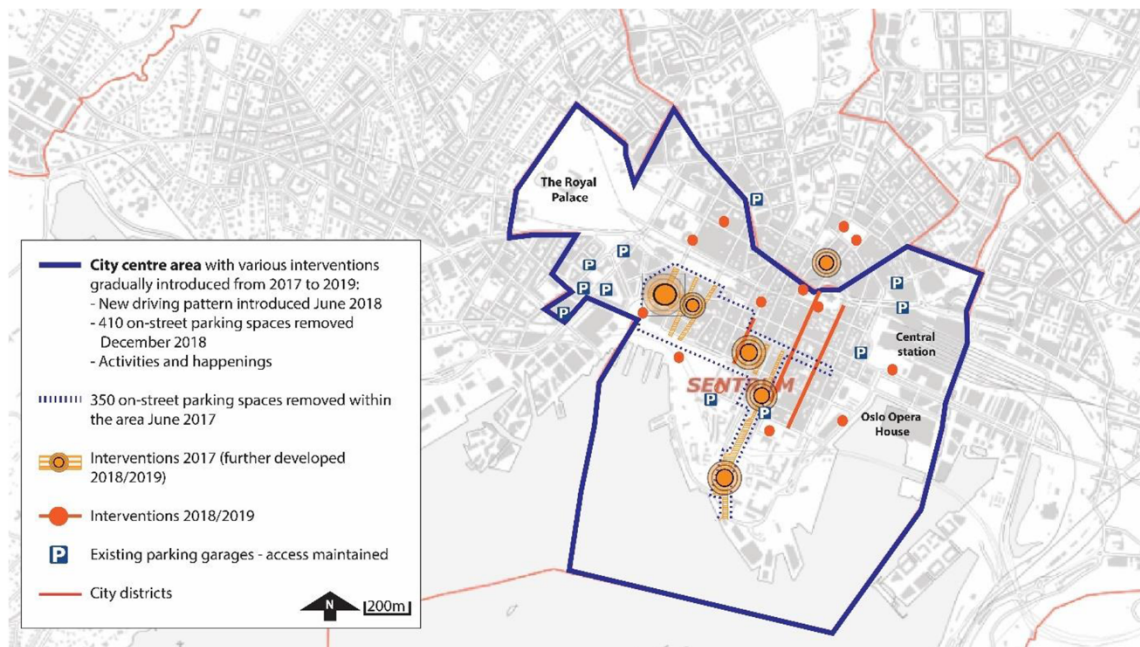 The Royal
Palace
P
P
P
P
P
P
P
P
P
P
P
P
Central
station
SENTRUM
Oslo Opera
House
City centre area with various interventions
gradually introduced from 2017 to 2019:
- New driving pattern introduced June 2018
- 410 on-street parking spaces removed
December 2018
- Activities and happenings
350 on-street parking spaces removed within
the area June 2017
Interventions 2017 (further developed
2018/2019)
Interventions 2018/2019
P Existing parking garages - access maintained
City districts
N
200m